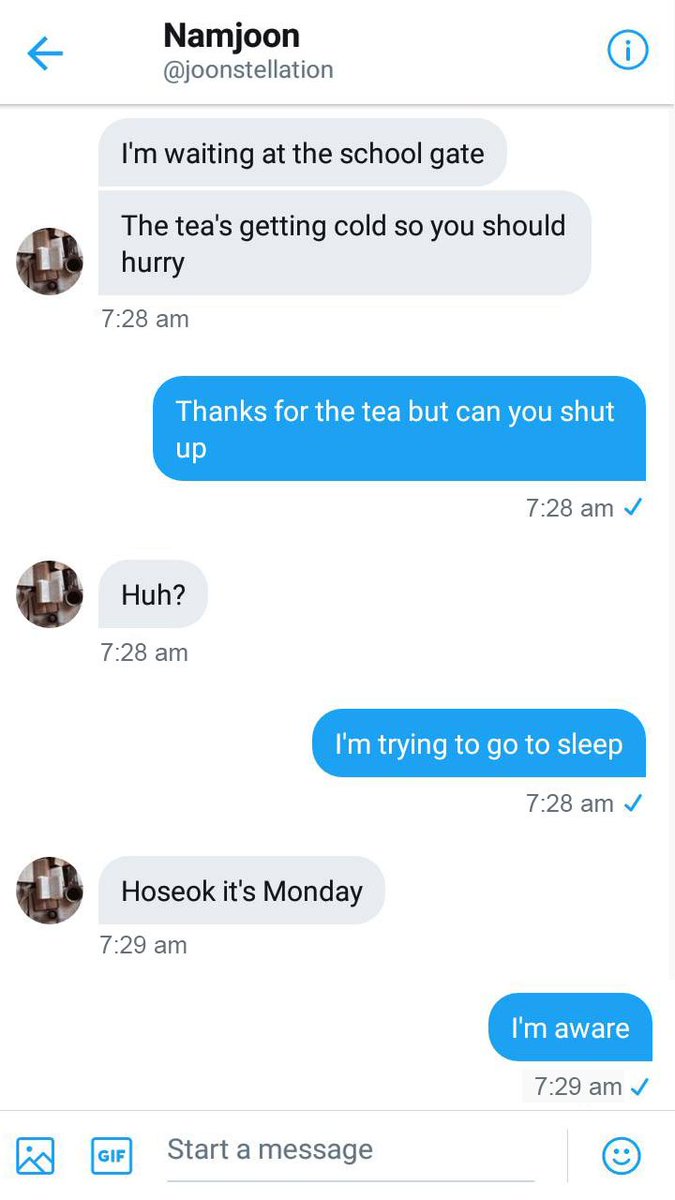 Namjoon
@joonstellation
I'm waiting at the school gate
The tea's getting cold so you should
hurry
7:28 am
Thanks for the tea but can you shut
up
7:28 am
Huh?
7:28 am
I'm trying to go to sleep
7:28 am
Hoseok it's Monday
7:29 am
I'm aware
7:29 am
GIF
Start a message